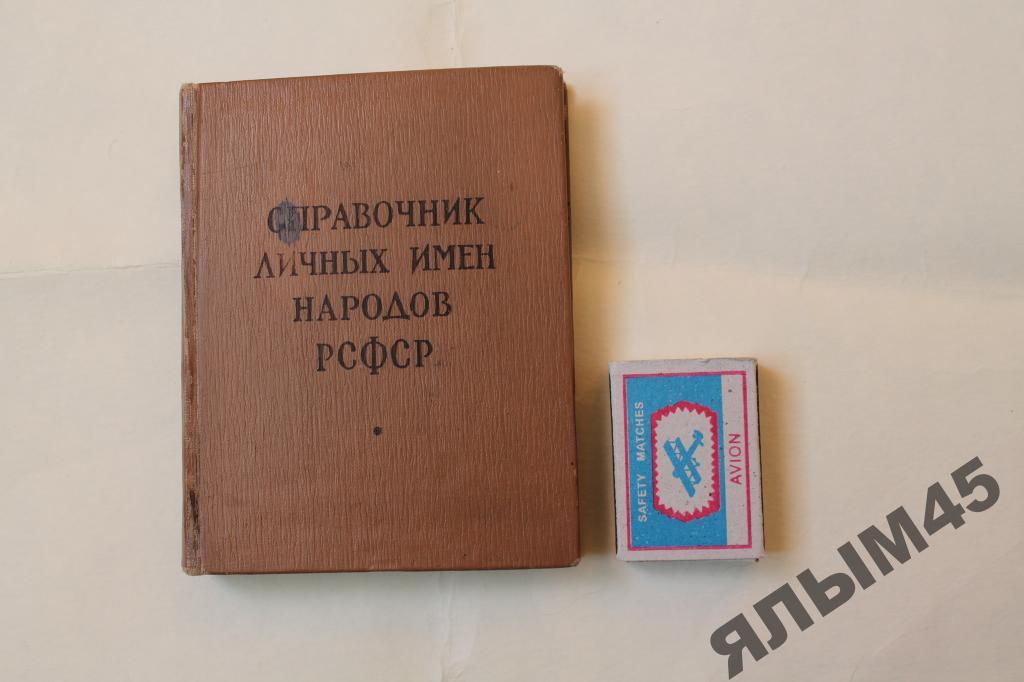 СПРАВОЧНИК
ЛИЧНЫХ ИМЕН
НАРОДОВ
РСФСР
SAFETY MATCHES
AVION
ЯЛЫМ45